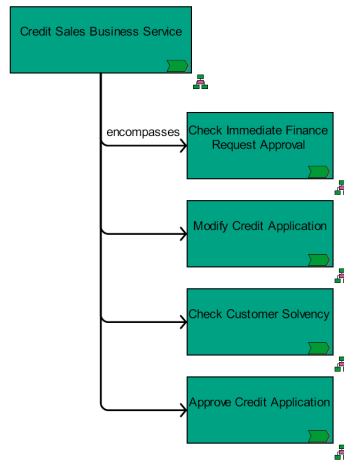 Credit Sales Business Service
encompasses
Check Immediate Finance
Request Approval
Modify Credit Application
Check Customer Solvency
Approve Credit Application